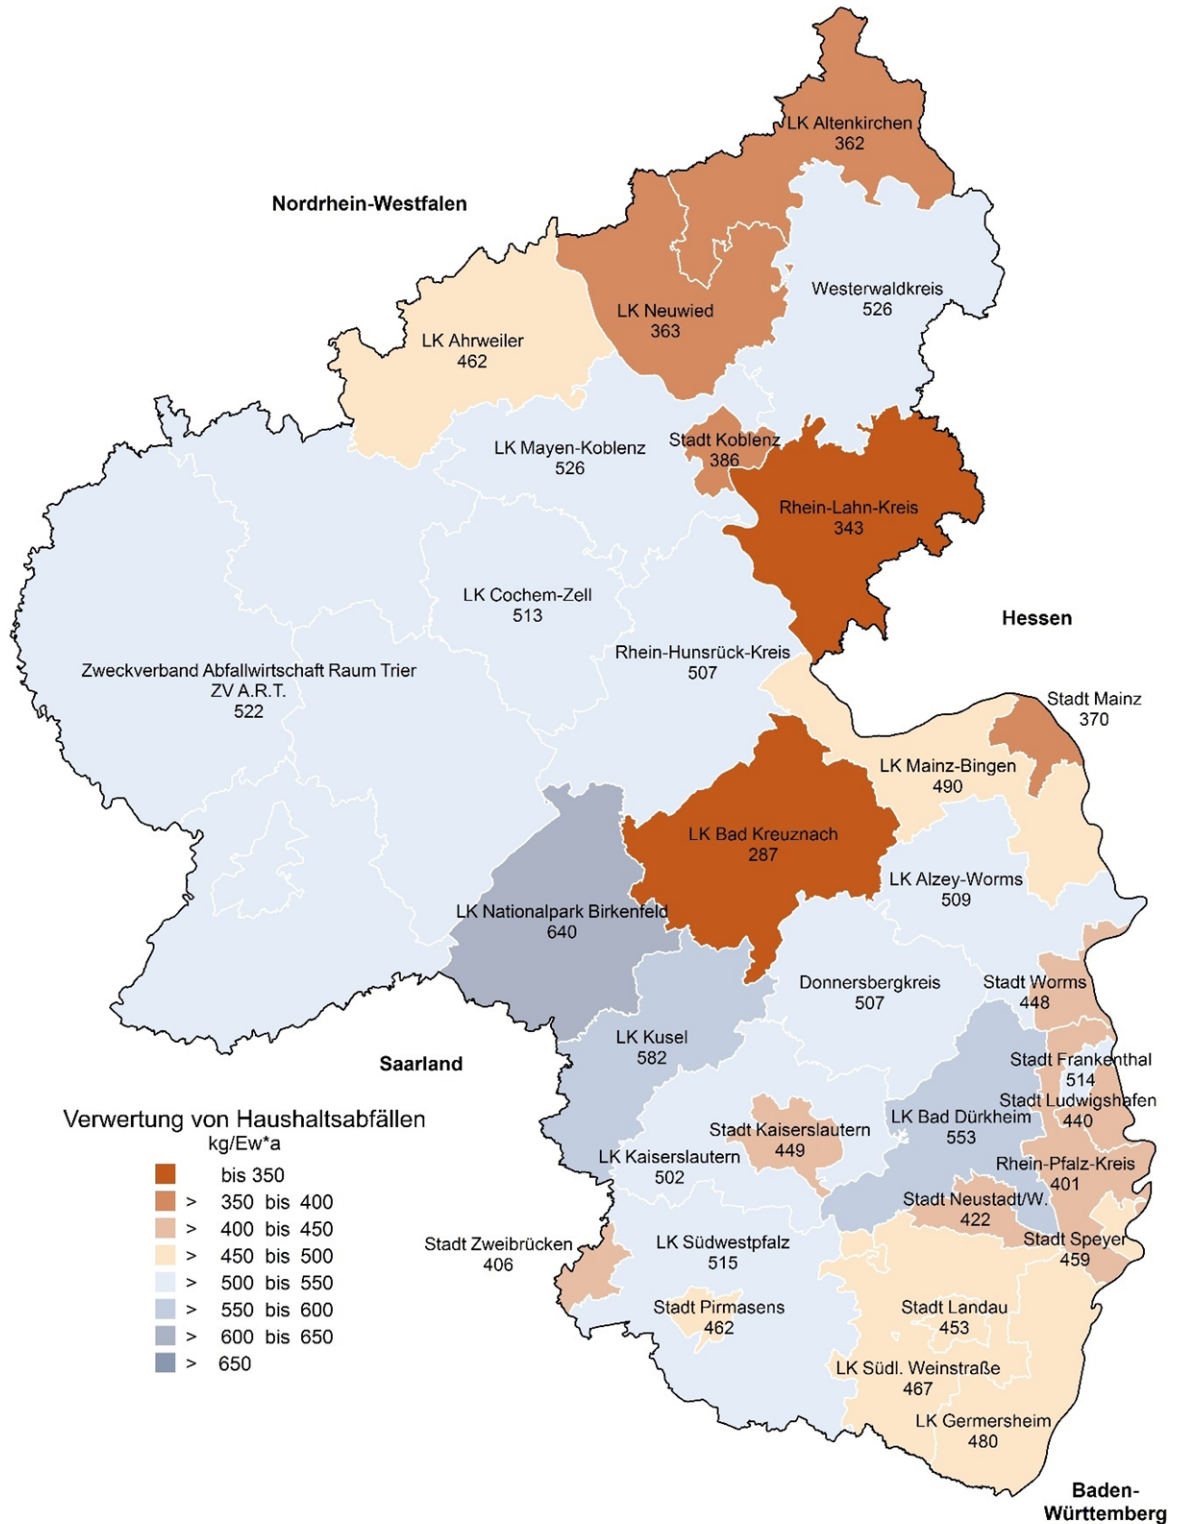 LK Altenkirchen
362
Nordrhein-Westfalen
Westerwaldkreis
526
LK Neuwied
363
LK Ahrweiler
462
Stadt Koblenz
386
LK Mayen-Koblenz
526
Rhein-Lahn-Kreis
343
LK Cochem-Zell
513
Hessen
Rhein-Hunsrück-Kreis
507
Zweckverband Abfallwirtschaft Raum Trier
ZV A.R.T.
522
Stadt Mainz
370
LK Mainz-Bingen
490
LK Bad Kreuznach
287
LK Alzey-Worms
509
LK Nationalpark Birkenfeld
640
Donnersbergkreis
507
Stadt Worms
448
LK Kusel
582
Saarland
Stadt Frankenthal
514
Stadt Ludwigshafen
440
LK Bad Dürkheim
553
Stadt Kaiserslautern
449
LK Kaiserslautern
502
Rhein-Pfalz-Kreis
401
Stadt Neustadt/W.
422
Stadt Speyer
459
Stadt Zweibrücken
406
LK Südwestpfalz
515
Stadt Pirmasens
462
Stadt Landau
453
LK Südl. Weinstraße
467
LK Germersheim
480
Baden-
Württemberg
Verwertung von Haushaltsabfällen
kg/Ew*a
bis 350
> 350 bis 400
> 400 bis 450
> 450 bis 500
> 500 bis 550
> 550 bis 600
> 600 bis 650
> 650